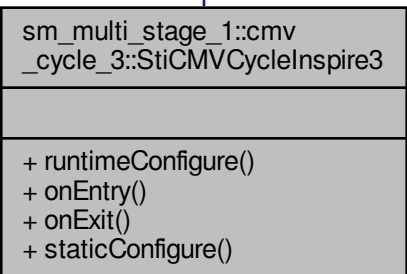 sm_multi_stage_1::cmv
_cycle_3::StiCMVCycleInspire3
+ runtimeConfigure()
+ onEntry()
+ onExit()
+ staticConfigure()